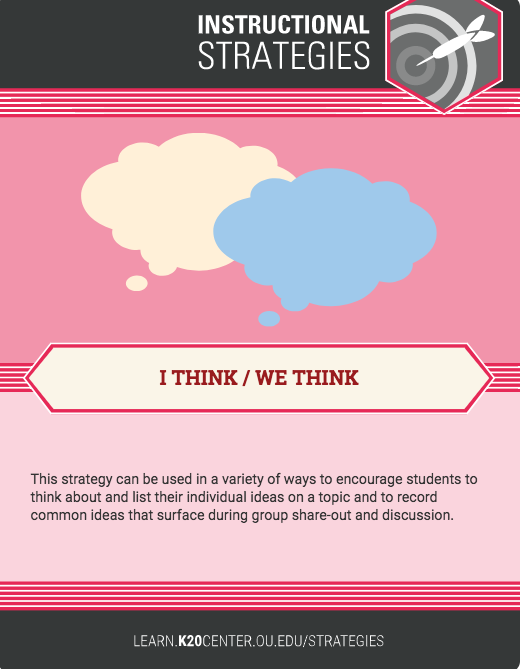 INSTRUCTIONAL
STRATEGIES
I THINK / WE THINK
This strategy can be used in a variety of ways to encourage students to
think about and list their individual ideas on a topic and to record
common ideas that surface during group share-out and discussion.
LEARN.K20CENTER.OU.EDU/STRATEGIES